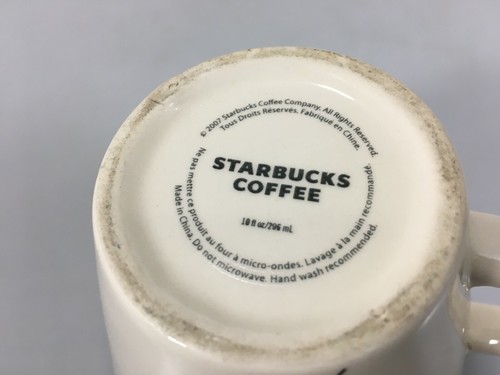 © 2007 Starbucks Coffee Company. All Rights Reserved.
Tous Droits Réservés. Fabriqué en Chine.
STARBUCKS
COFFEE
10 fl oz/296 mL
Ne pas mettre ce produit au four à micro-ondes. Lavage à la main recommandé.
Made in China. Do not microwave. Hand wash recommended.